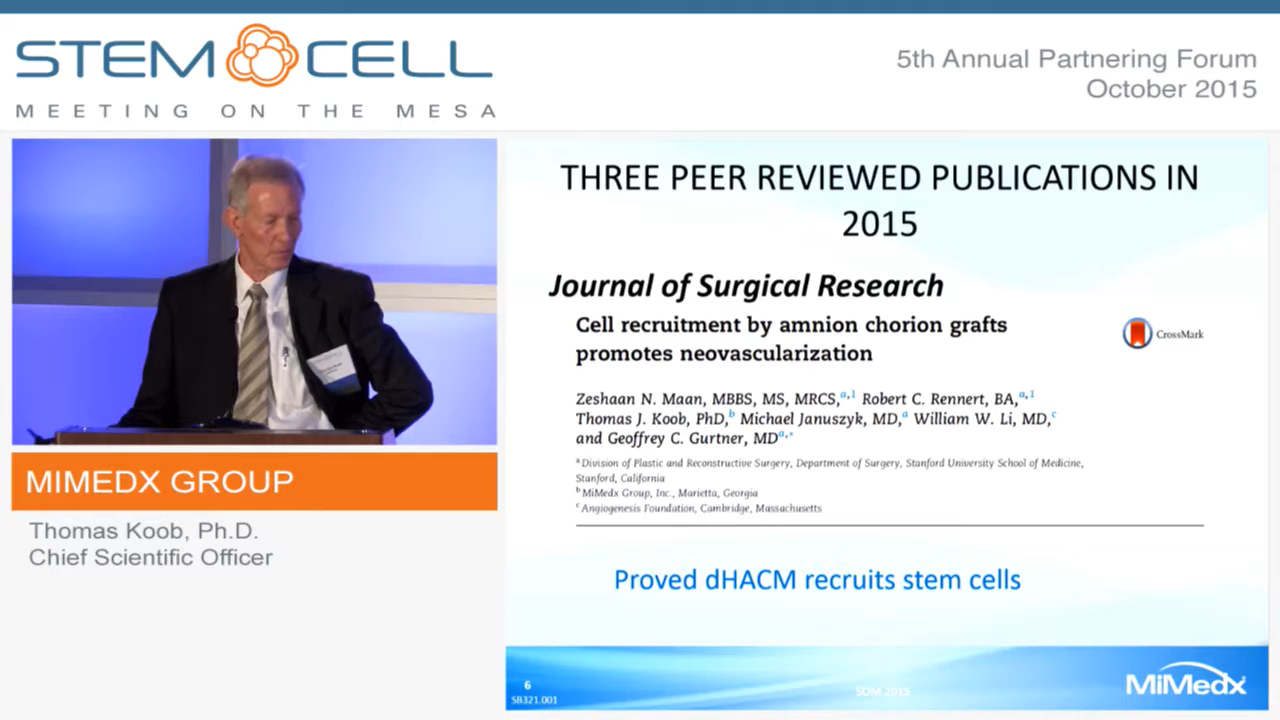 STEM CELL
MEETING ON THE MESA
5th Annual Partnering Forum
October 2015
MIMEDX GROUP
Thomas Koob, Ph.D.
Chief Scientific Officer
THREE PEER REVIEWED PUBLICATIONS IN
2015
Journal of Surgical Research
Cell recruitment by amnion chorion grafts
promotes neovascularization
CrossMark
Zeshaan N. Maan, MBBS, MS, MRCS,a,1 Robert C. Rennert, BA,a,1
Thomas J. Koob, PhD,b Michael Januszyk, MD,a William W. Li, MD,c
and Geoffrey C. Gurtner, MDa,*
a Division of Plastic and Reconstructive Surgery, Department of Surgery, Stanford University School of Medicine,
Stanford, California
b MiMedx Group, Inc., Marietta, Georgia
c Angiogenesis Foundation, Cambridge, Massachusetts
Proved dHACM recruits stem cells
6
SB321.001
SDM 2015
MiMedx